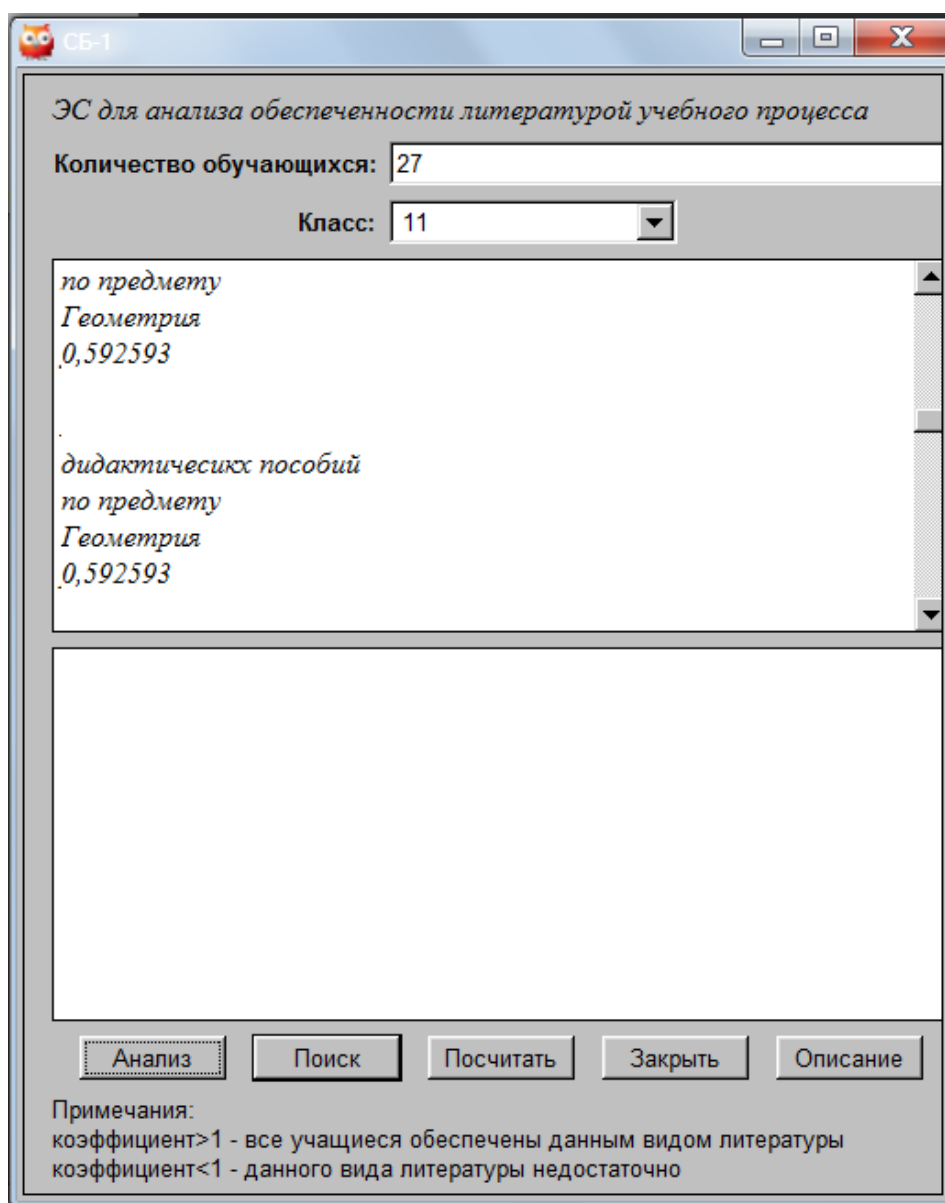 СБ-1
ЭС для анализа обеспеченности литературой учебного процесса
Количество обучающихся: 27
Класс: 11
по предмету
Геометрия
0,592593
.
дидактичесикх пособий
по предмету
Геометрия
0,592593
Анализ Поиск Посчитать Закрыть Описание
Примечания:
коэффициент>1 - все учащиеся обеспечены данным видом литературы
коэффициент<1 - данного вида литературы недостаточно